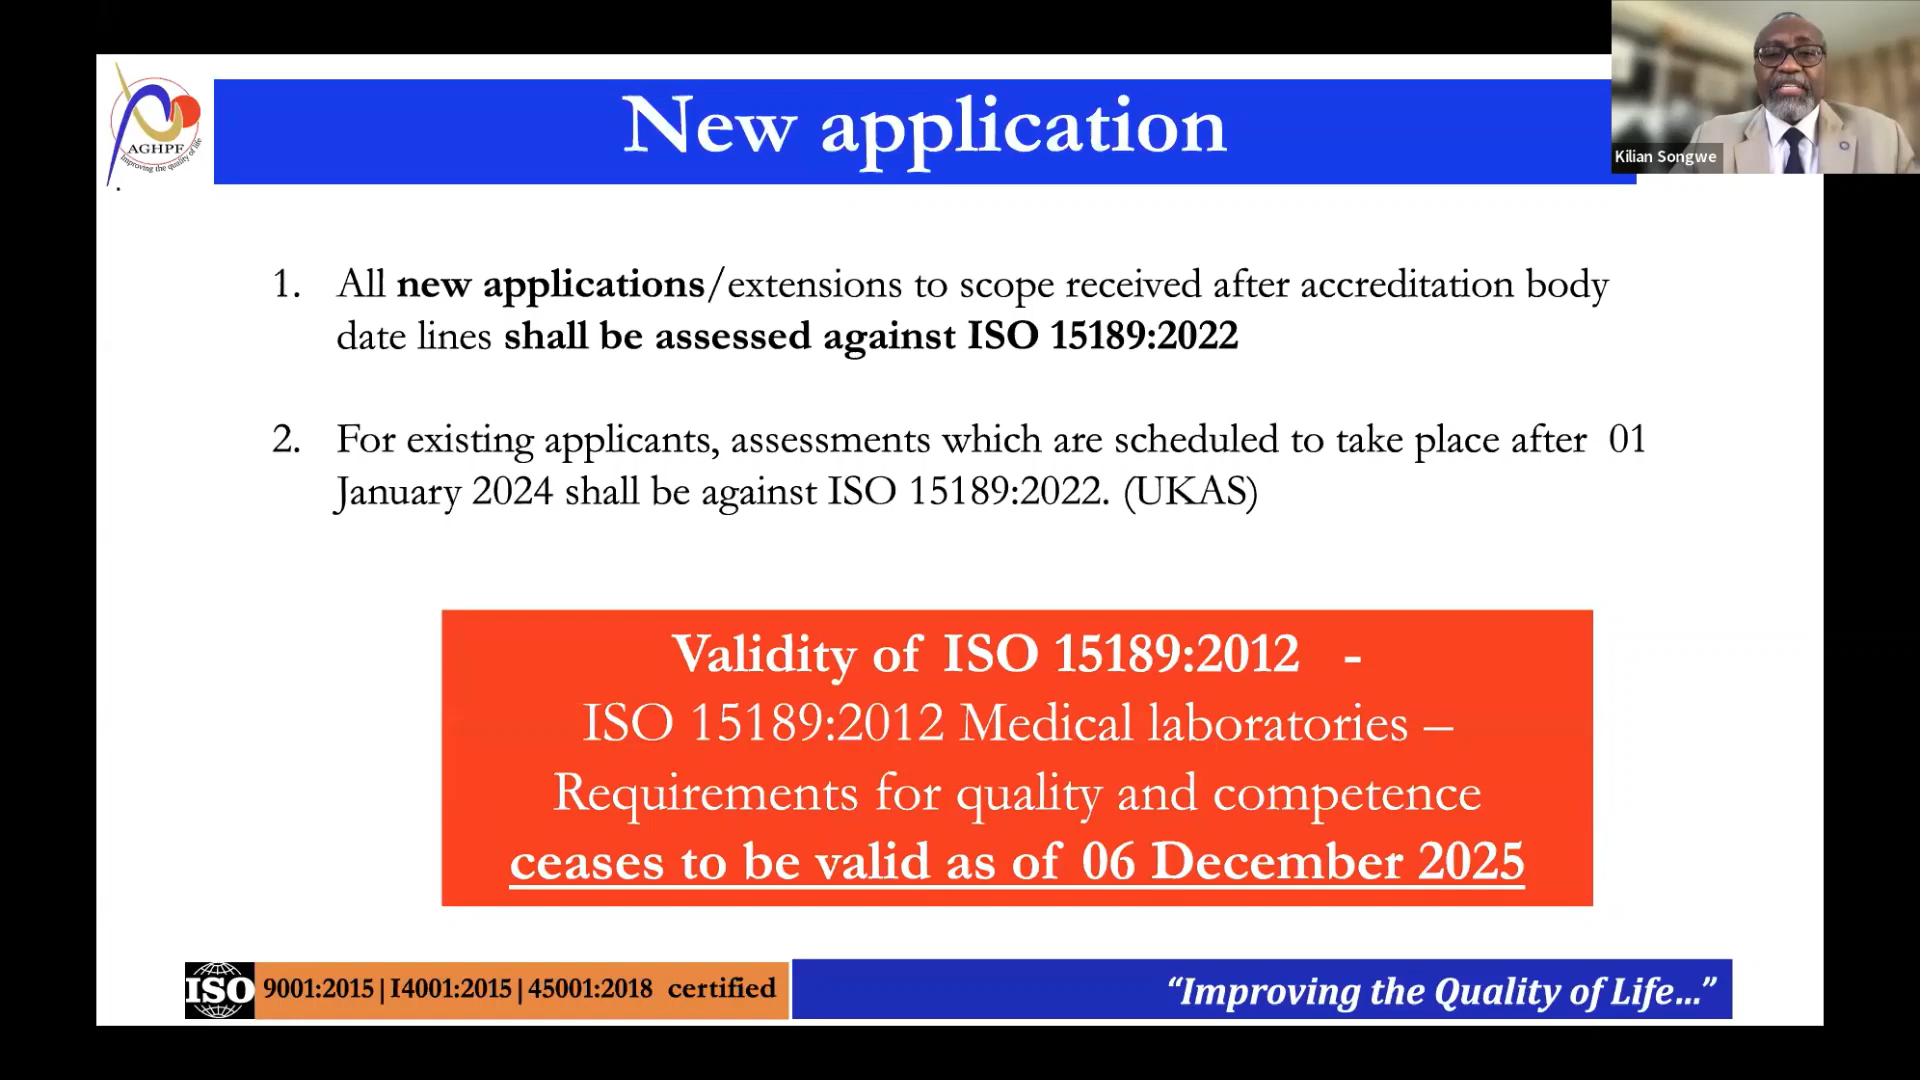 New application
Kilian Songwe
AGHPF
Improving the quality of life
1. All new applications/extensions to scope received after accreditation body
date lines shall be assessed against ISO 15189:2022
2. For existing applicants, assessments which are scheduled to take place after 01
January 2024 shall be against ISO 15189:2022. (UKAS)
Validity of ISO 15189:2012 -
ISO 15189:2012 Medical laboratories –
Requirements for quality and competence
ceases to be valid as of 06 December 2025
ISO 9001:2015 | I4001:2015 | 45001:2018 certified
“Improving the Quality of Life...”